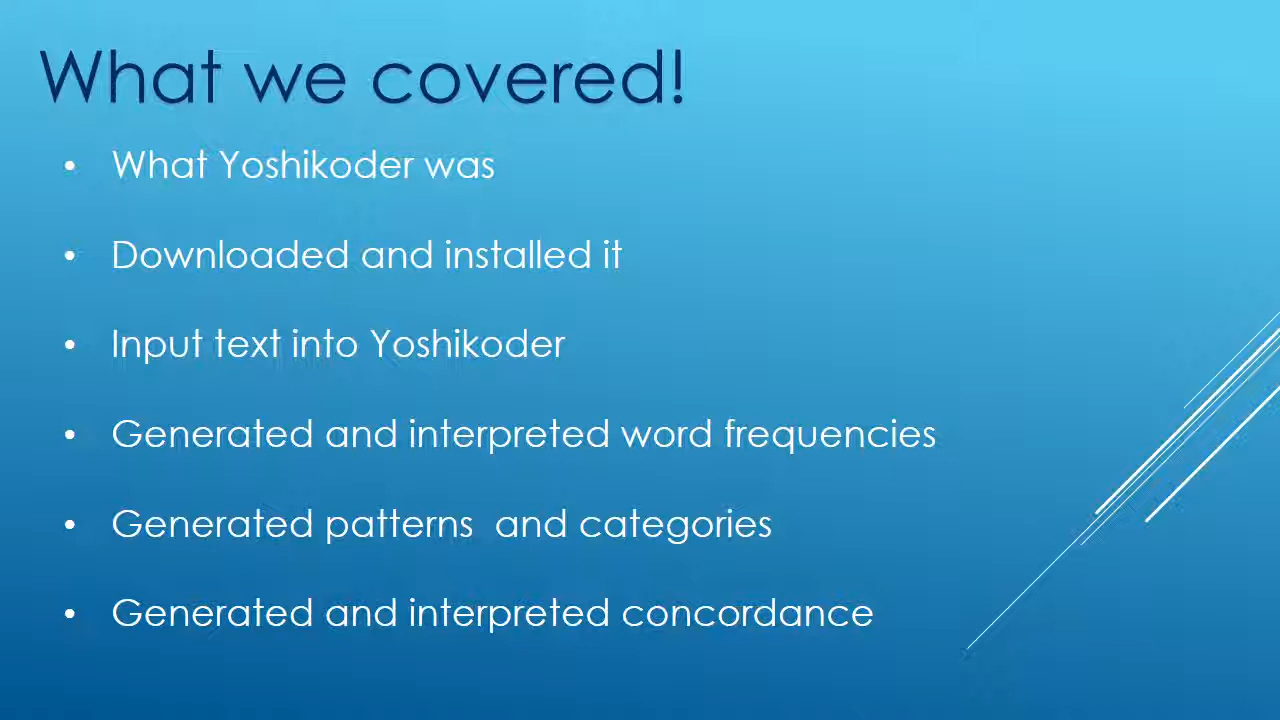 What we covered!
• What Yoshikoder was
• Downloaded and installed it
• Input text into Yoshikoder
• Generated and interpreted word frequencies
• Generated patterns  and categories
• Generated and interpreted concordance